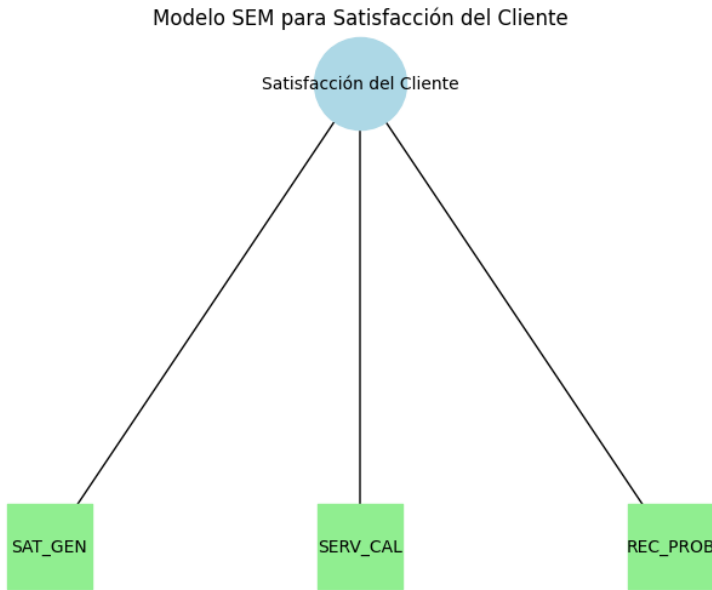 Modelo SEM para Satisfacción del Cliente
Satisfacción del Cliente
SAT_GEN
SERV_CAL
REC_PROB